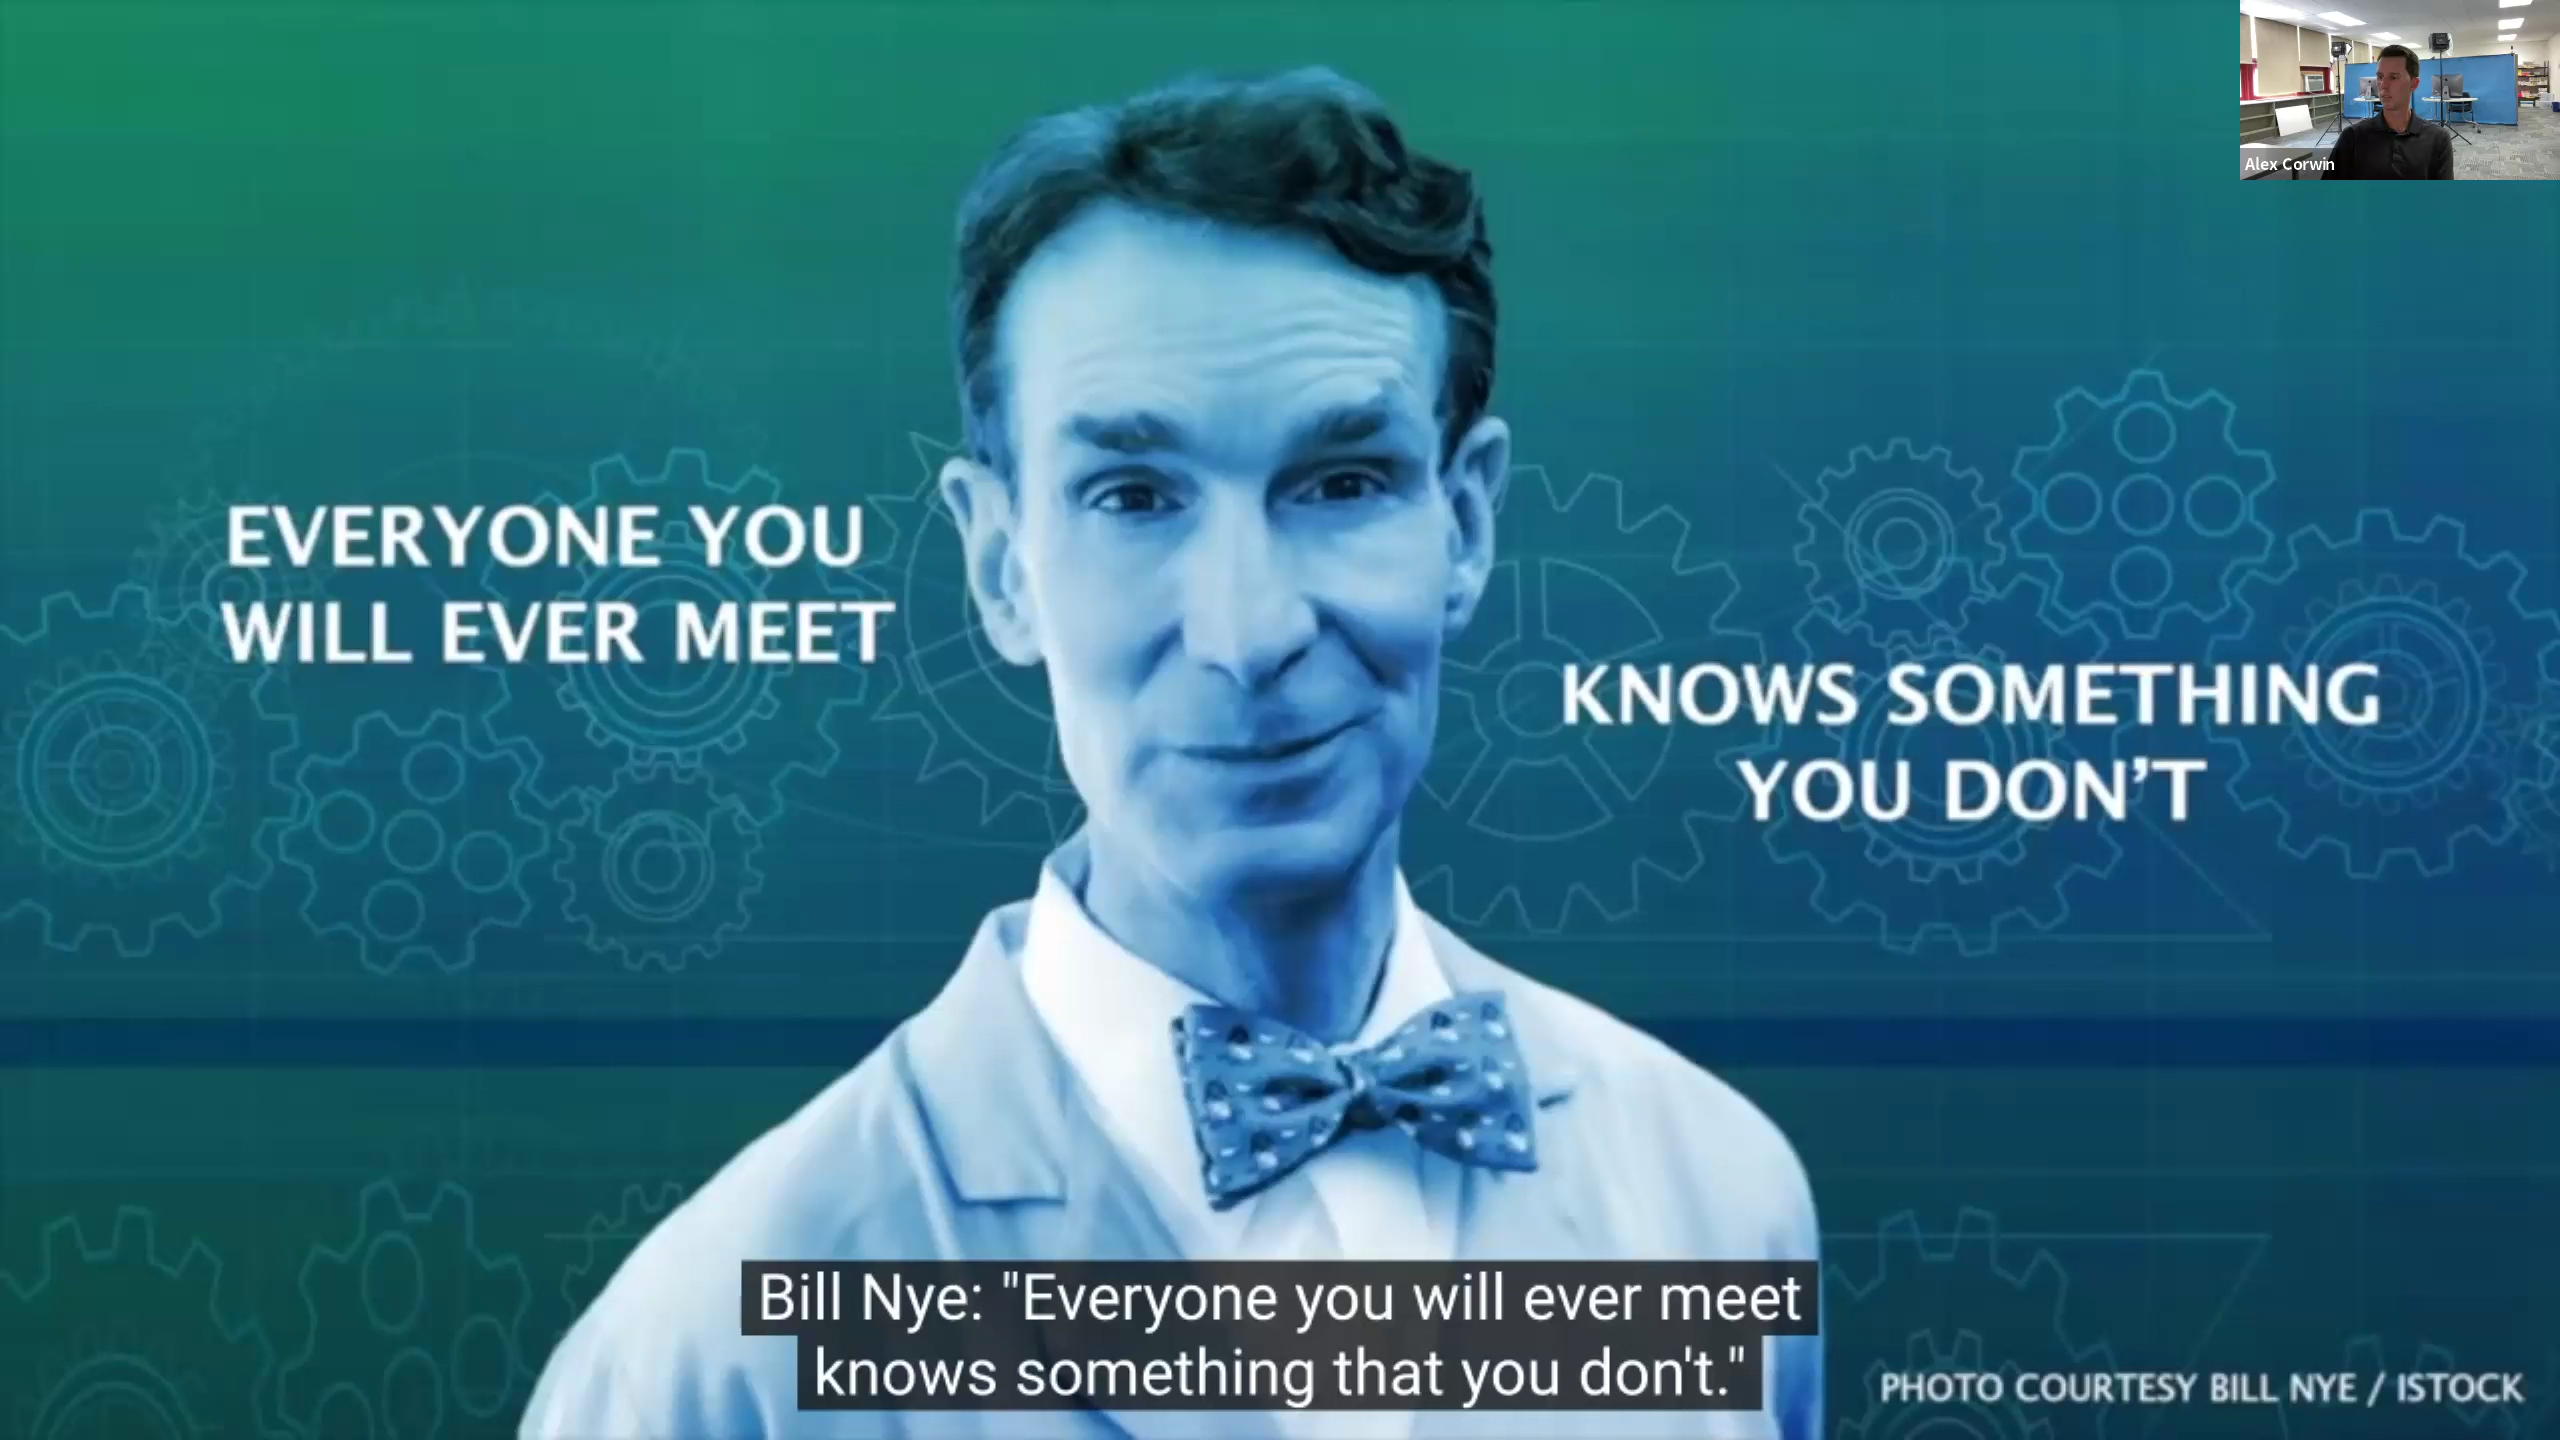 Alex Corwin
EVERYONE YOU
WILL EVER MEET
KNOWS SOMETHING
YOU DON’T
Bill Nye: "Everyone you will ever meet
knows something that you don't."
PHOTO COURTESY BILL NYE / ISTOCK